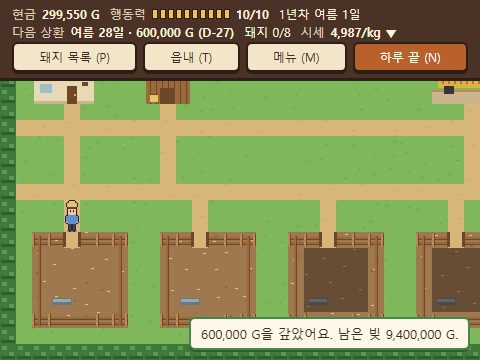 현금 299,550 G 행동력 10/10 1년차 여름 1일
다음 상환 여름 28일 · 600,000 G (D-27) 돼지 0/8 시세 4,987/kg ▼
돼지 목록 (P) 읍내 (T) 메뉴 (M) 하루 끝 (N)
600,000 G을 갚았어요. 남은 빚 9,400,000 G.